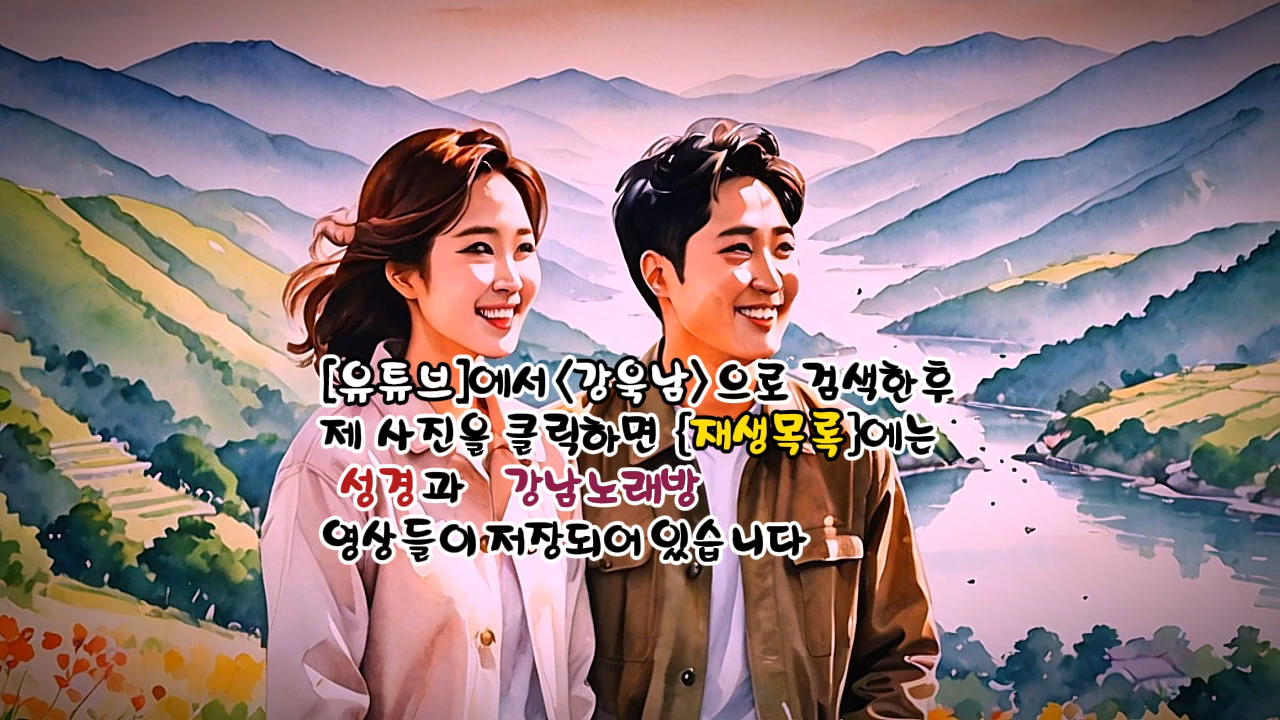 [유튜브]에서<강욱남>으로 검색한후
제 사진을 클릭하면 {재생목록}에는
성경과 강남노래방
영상들이저장되어 있습니다